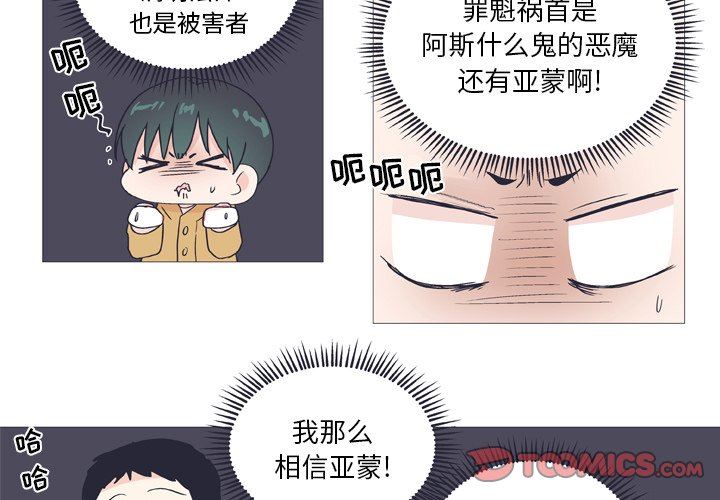 也是被害者
呃
呃~
罪魁祸首是
阿斯什么鬼的恶魔
还有亚蒙啊!
呃呃呃
我那么
相信亚蒙!
哈
哈
DTCOMICS.com